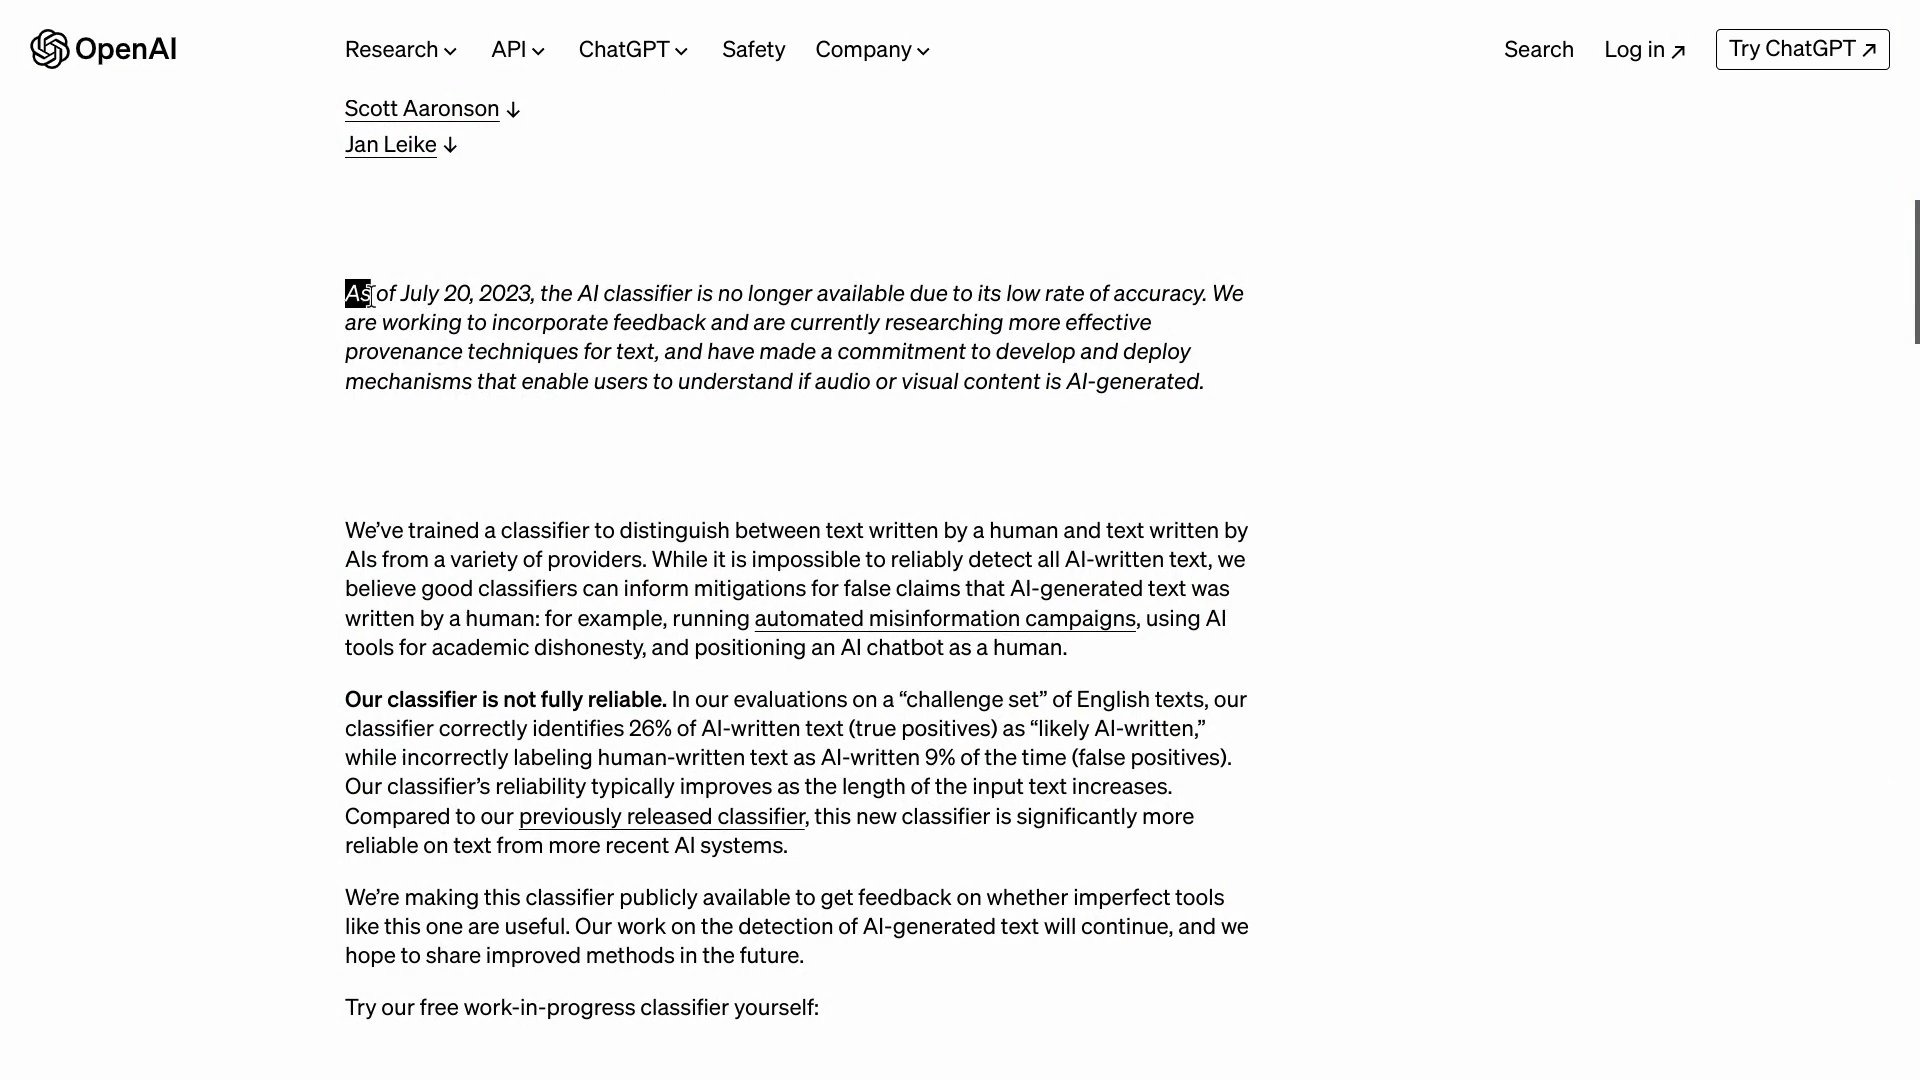 OpenAI Research API ChatGPT Safety Company Search Log in ↗ Try ChatGPT ↗
Scott Aaronson ↓
Jan Leike ↓
As of July 20, 2023, the AI classifier is no longer available due to its low rate of accuracy. We
are working to incorporate feedback and are currently researching more effective
provenance techniques for text, and have made a commitment to develop and deploy
mechanisms that enable users to understand if audio or visual content is AI-generated.
We’ve trained a classifier to distinguish between text written by a human and text written by
AIs from a variety of providers. While it is impossible to reliably detect all AI-written text, we
believe good classifiers can inform mitigations for false claims that AI-generated text was
written by a human: for example, running automated misinformation campaigns, using AI
tools for academic dishonesty, and positioning an AI chatbot as a human.
Our classifier is not fully reliable. In our evaluations on a “challenge set” of English texts, our
classifier correctly identifies 26% of AI-written text (true positives) as “likely AI-written,”
while incorrectly labeling human-written text as AI-written 9% of the time (false positives).
Our classifier’s reliability typically improves as the length of the input text increases.
Compared to our previously released classifier, this new classifier is significantly more
reliable on text from more recent AI systems.
We’re making this classifier publicly available to get feedback on whether imperfect tools
like this one are useful. Our work on the detection of AI-generated text will continue, and we
hope to share improved methods in the future.
Try our free work-in-progress classifier yourself: